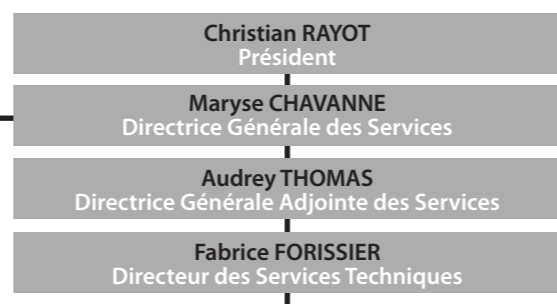 Christian RAYOT
Président
Maryse CHAVANNE
Directrice Générale des Services
Audrey THOMAS
Directrice Générale Adjointe des Services
Fabrice FORISSIER
Directeur des Services Techniques